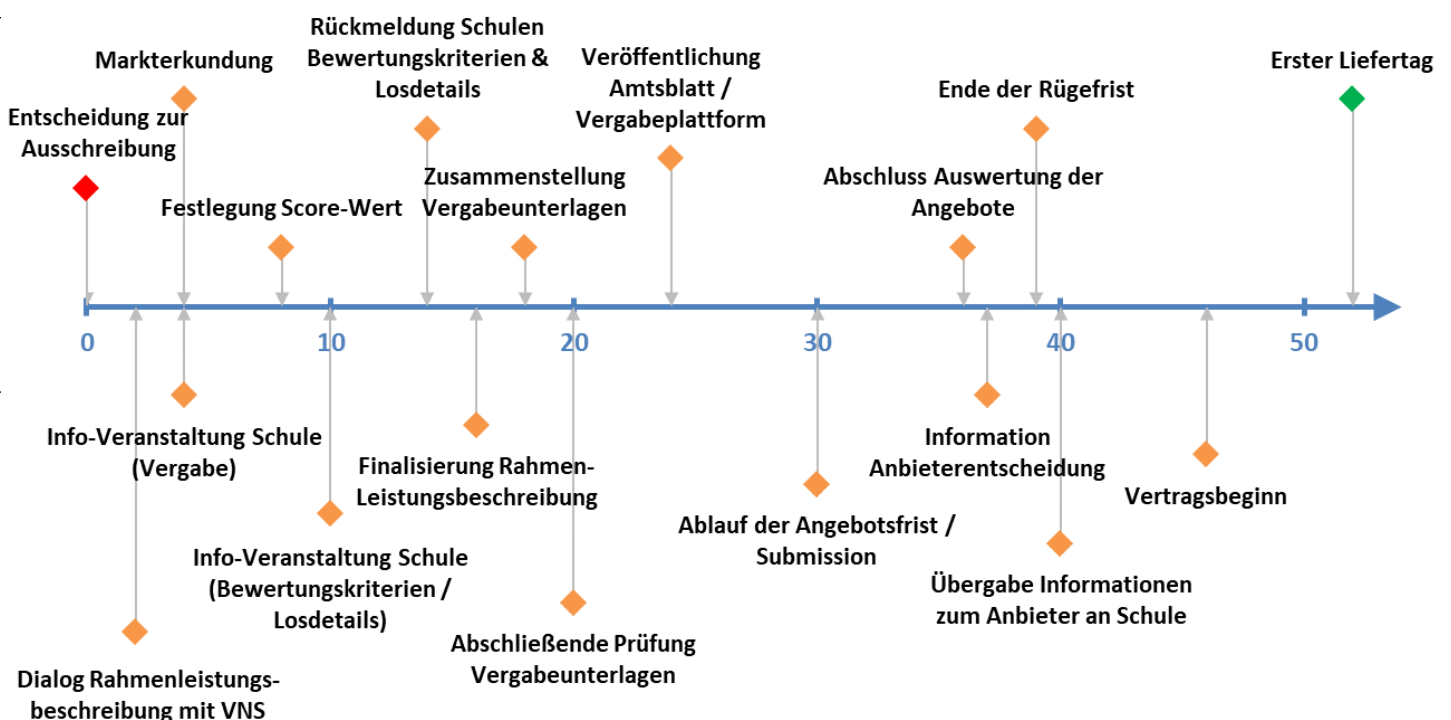 Rückmeldung Schulen
Bewertungskriterien &
Losdetails
Markterkundung
Veröffentlichung
Amtsblatt /
Vergabeplattform
Erster Liefertag
Ende der Rügefrist
Entscheidung zur
Ausschreibung
Zusammenstellung
Vergabeunterlagen
Abschluss Auswertung der
Angebote
Festlegung Score-Wert
0
10
20
30
40
50
Info-Veranstaltung Schule
(Vergabe)
Finalisierung Rahmen-
Leistungsbeschreibung
Information
Anbieterentscheidung
Vertragsbeginn
Ablauf der Angebotsfrist /
Submission
Info-Veranstaltung Schule
(Bewertungskriterien /
Losdetails)
Übergabe Informationen
zum Anbieter an Schule
Abschließende Prüfung
Vergabeunterlagen
Dialog Rahmenleistungs-
beschreibung mit VNS